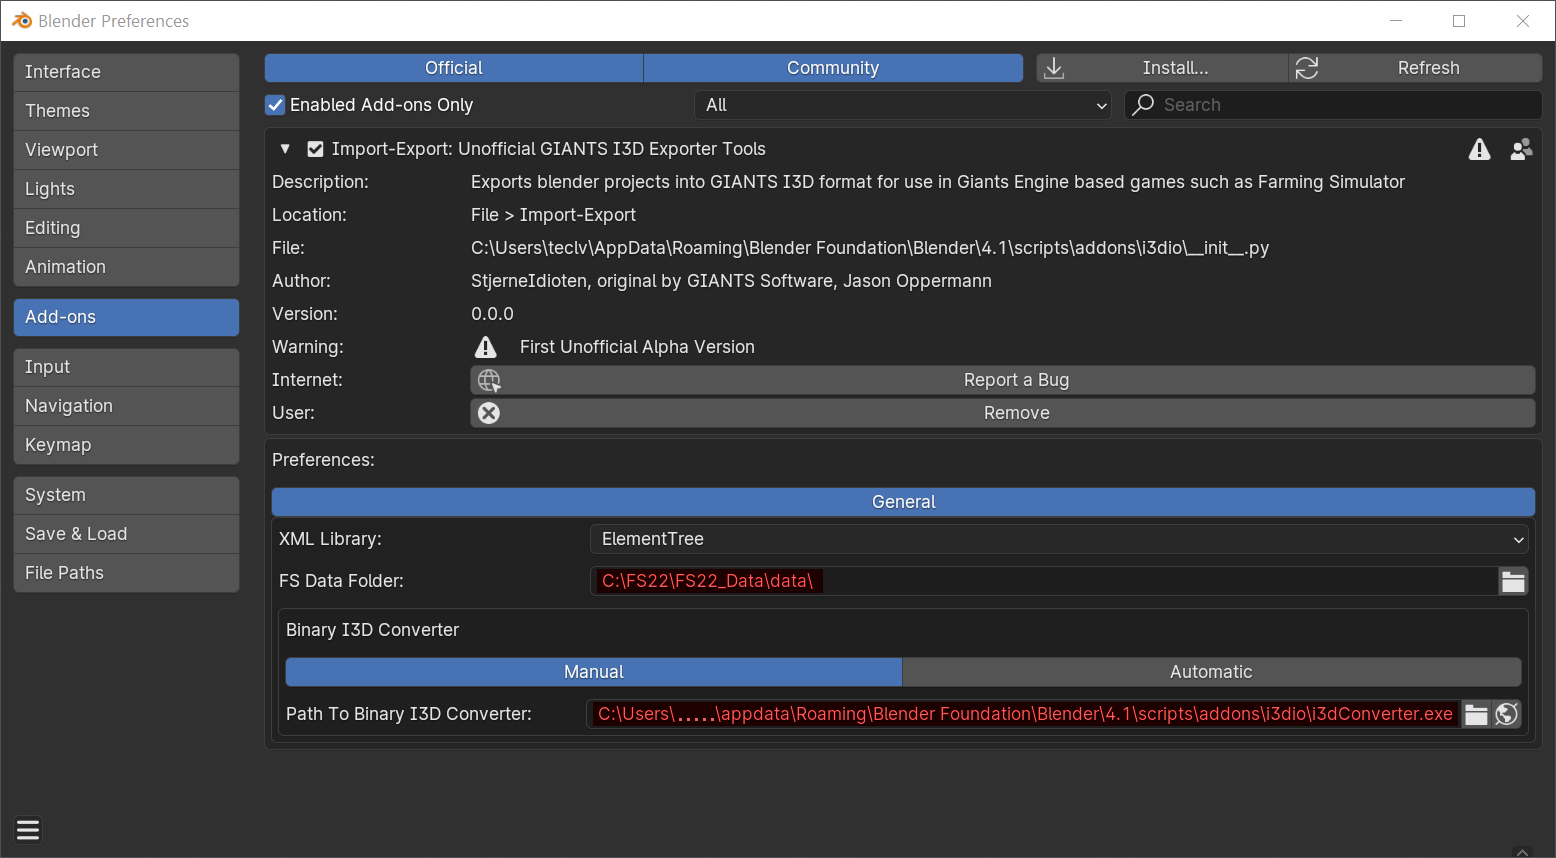 Blender Preferences
Interface
Themes
Viewport
Lights
Editing
Animation
Add-ons
Input
Navigation
Keymap
System
Save & Load
File Paths
Official Community Install... Refresh
Enabled Add-ons Only All Search
Import-Export: Unofficial GIANTS I3D Exporter Tools
Description: Exports blender projects into GIANTS I3D format for use in Giants Engine based games such as Farming Simulator
Location: File > Import-Export
File: C:\Users\teclv\AppData\Roaming\Blender Foundation\Blender\4.1\scripts\addons\i3dio\__init__.py
Author: StjerneIdioten, original by GIANTS Software, Jason Oppermann
Version: 0.0.0
Warning: First Unofficial Alpha Version
Internet: Report a Bug
User: Remove
Preferences:
General
XML Library: ElementTree
FS Data Folder: C:\FS22\FS22_Data\data\
Binary I3D Converter
Manual Automatic
Path To Binary I3D Converter: C:\Users\.....\appdata\Roaming\Blender Foundation\Blender\4.1\scripts\addons\i3dio\i3dConverter.exe